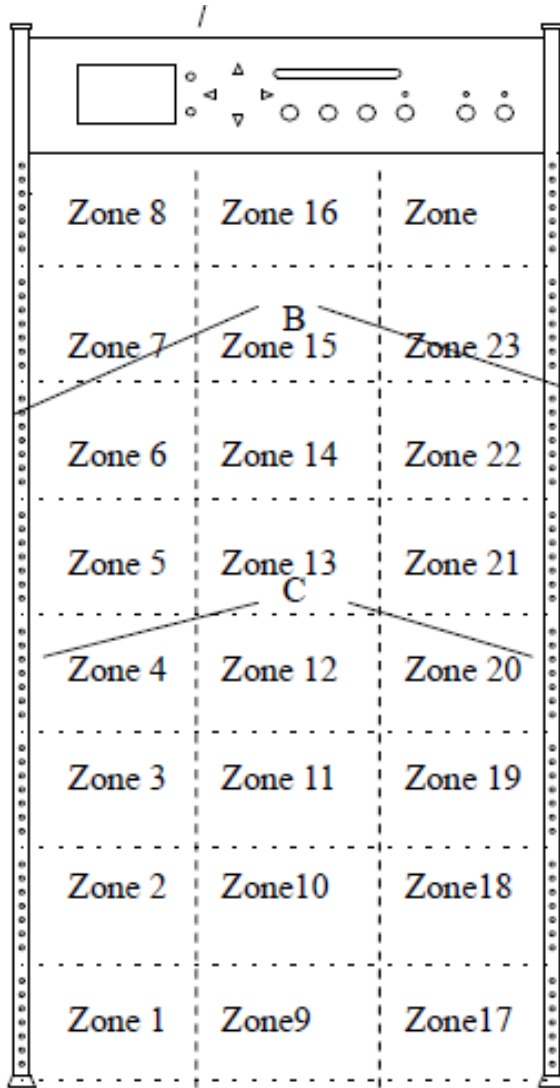 Zone 8 Zone 16 Zone
B
Zone 7 Zone 15 Zone 23
Zone 6 Zone 14 Zone 22
Zone 5 Zone 13 Zone 21
C
Zone 4 Zone 12 Zone 20
Zone 3 Zone 11 Zone 19
Zone 2 Zone10 Zone18
Zone 1 Zone9 Zone17